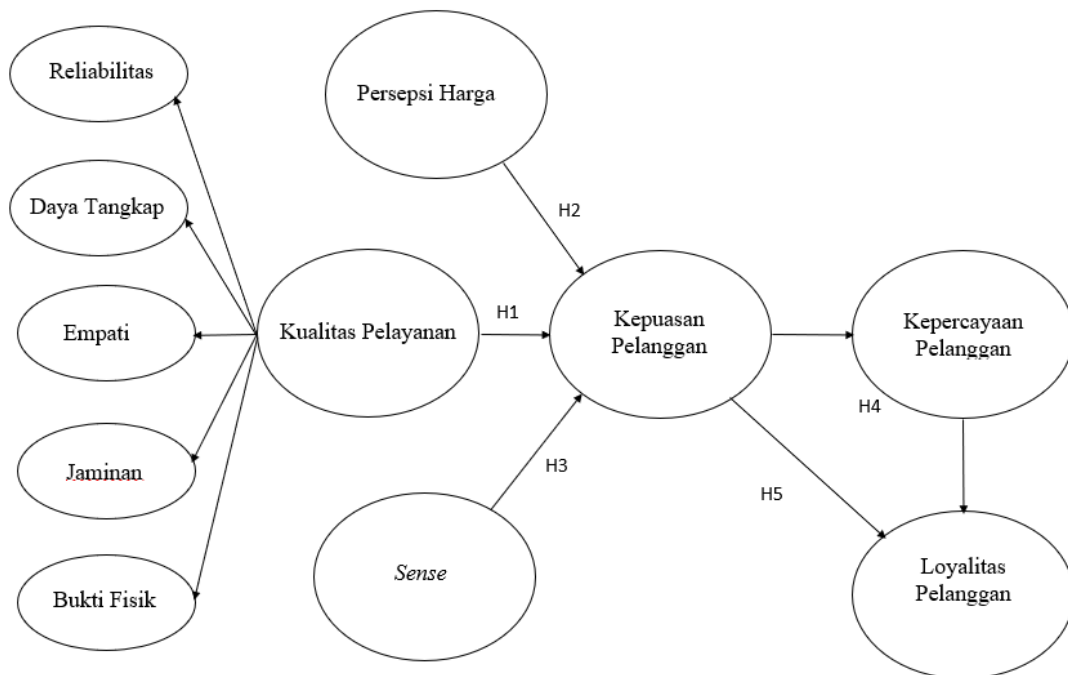 Reliabilitas
Daya Tangkap
Empati
Jaminan
Bukti Fisik
Kualitas Pelayanan
Persepsi Harga
Sense
H1
H2
H3
Kepuasan
Pelanggan
Kepercayaan
Pelanggan
H4
H5
Loyalitas
Pelanggan